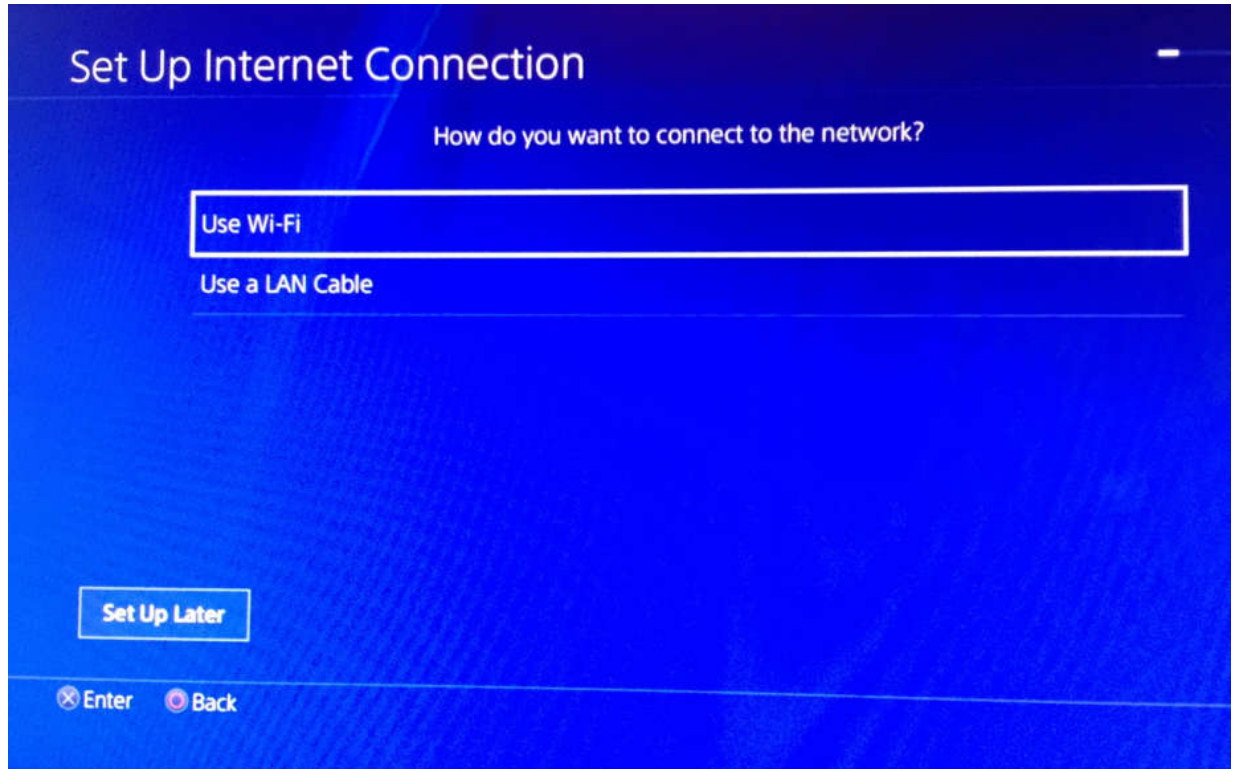 Set Up Internet Connection
How do you want to connect to the network?
Use Wi-Fi
Use a LAN Cable
Set Up Later
Enter Back